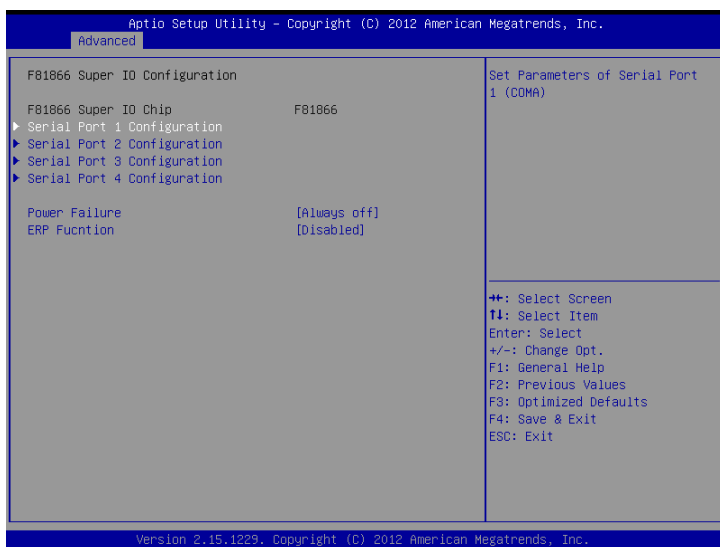 Aptio Setup Utility – Copyright (C) 2012 American Megatrends, Inc.
Advanced
F81866 Super IO Configuration
F81866 Super IO Chip F81866
Serial Port 1 Configuration
Serial Port 2 Configuration
Serial Port 3 Configuration
Serial Port 4 Configuration
Power Failure [Always off]
ERP Fucntion [Disabled]
Set Parameters of Serial Port
1 (COMA)
→←: Select Screen
↑↓: Select Item
Enter: Select
+/-: Change Opt.
F1: General Help
F2: Previous Values
F3: Optimized Defaults
F4: Save & Exit
ESC: Exit
Version 2.15.1229. Copyright (C) 2012 American Megatrends, Inc.